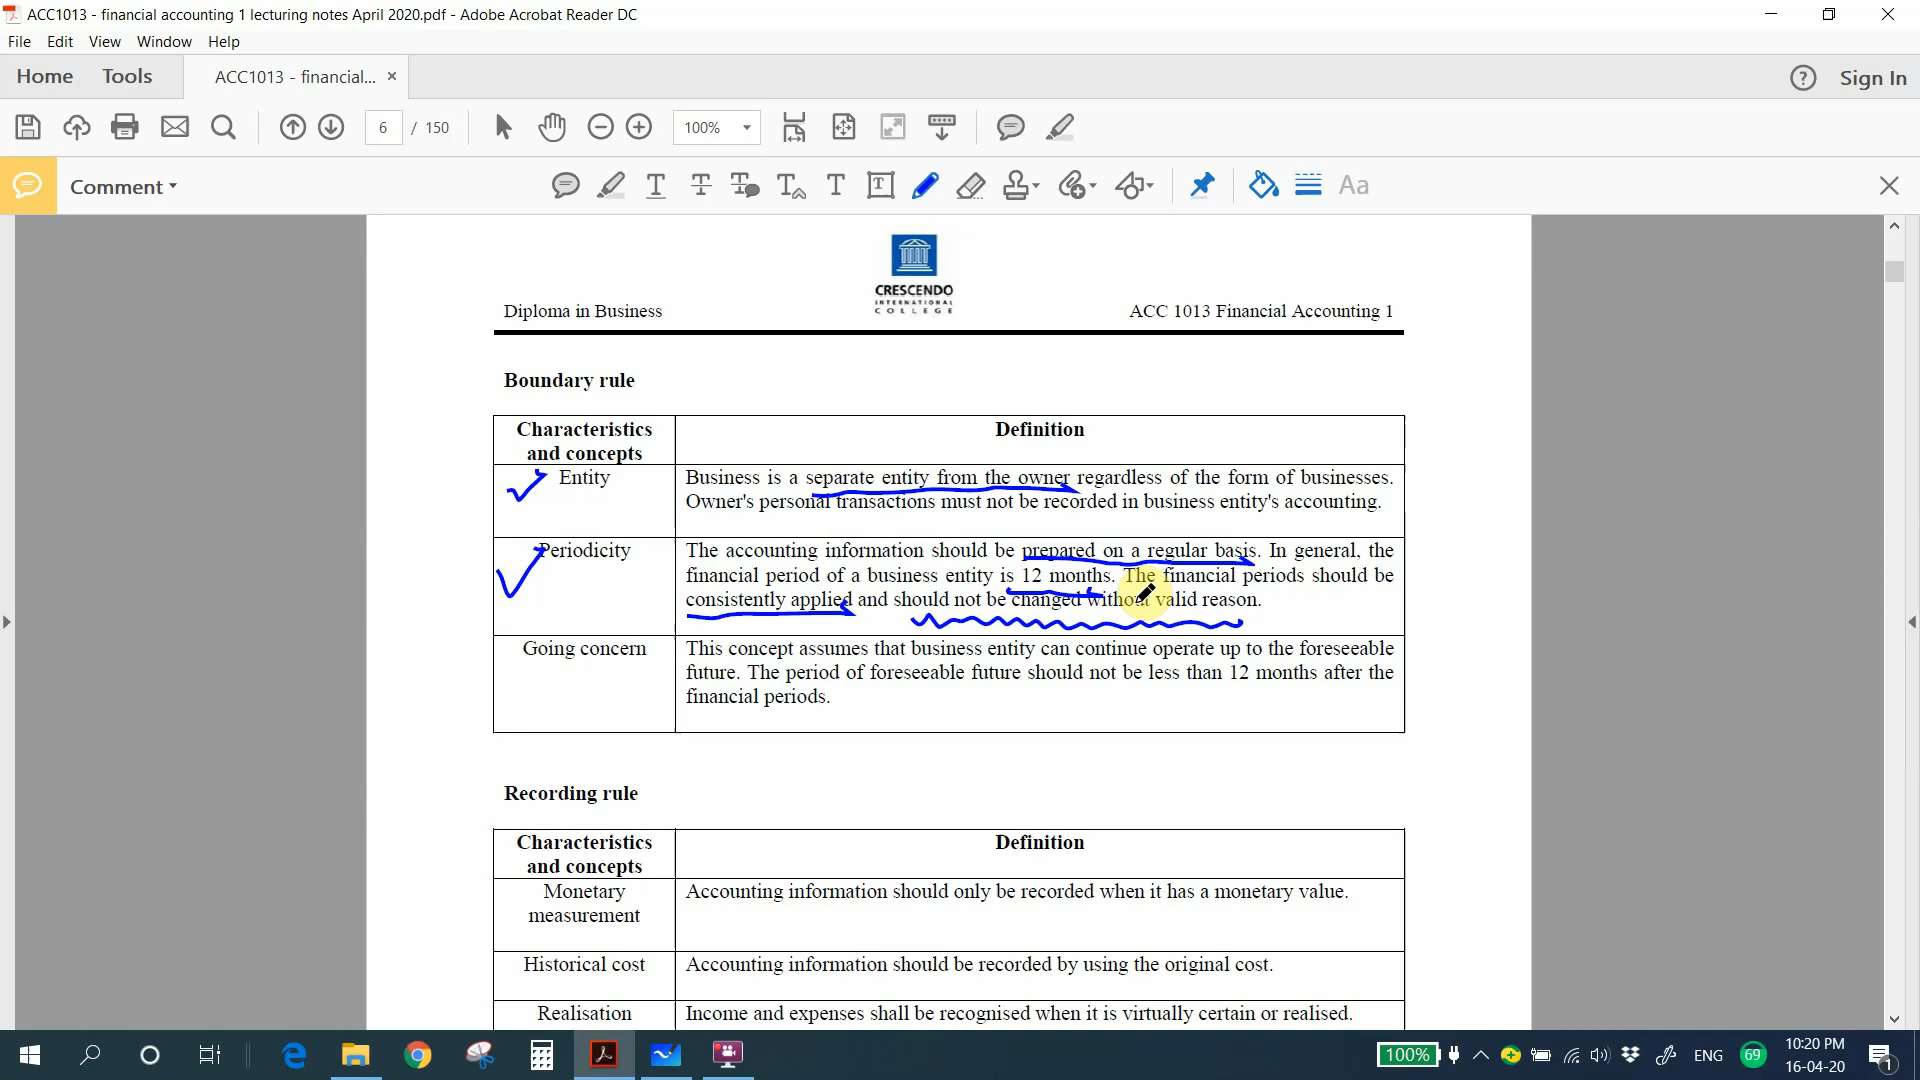 ACC1013 - financial accounting 1 lecturing notes April 2020.pdf - Adobe Acrobat Reader DC
File Edit View Window Help
Home Tools ACC1013 - financial... × ? Sign In
6 / 150 100%
Comment T T T T T Aa
CRESCENDO
INTERNATIONAL
COLLEGE
Diploma in Business ACC 1013 Financial Accounting 1
Boundary rule
Characteristics
and concepts
Definition
Entity
Business is a separate entity from the owner regardless of the form of businesses.
Owner's personal transactions must not be recorded in business entity's accounting.
Periodicity
The accounting information should be prepared on a regular basis. In general, the
financial period of a business entity is 12 months. The financial periods should be
consistently applied and should not be changed without valid reason.
Going concern
This concept assumes that business entity can continue operate up to the foreseeable
future. The period of foreseeable future should not be less than 12 months after the
financial periods.
Recording rule
Characteristics
and concepts
Definition
Monetary
measurement
Accounting information should only be recorded when it has a monetary value.
Historical cost
Accounting information should be recorded by using the original cost.
Realisation
Income and expenses shall be recognised when it is virtually certain or realised.
100% ENG 69 10:20 PM
16-04-20 1